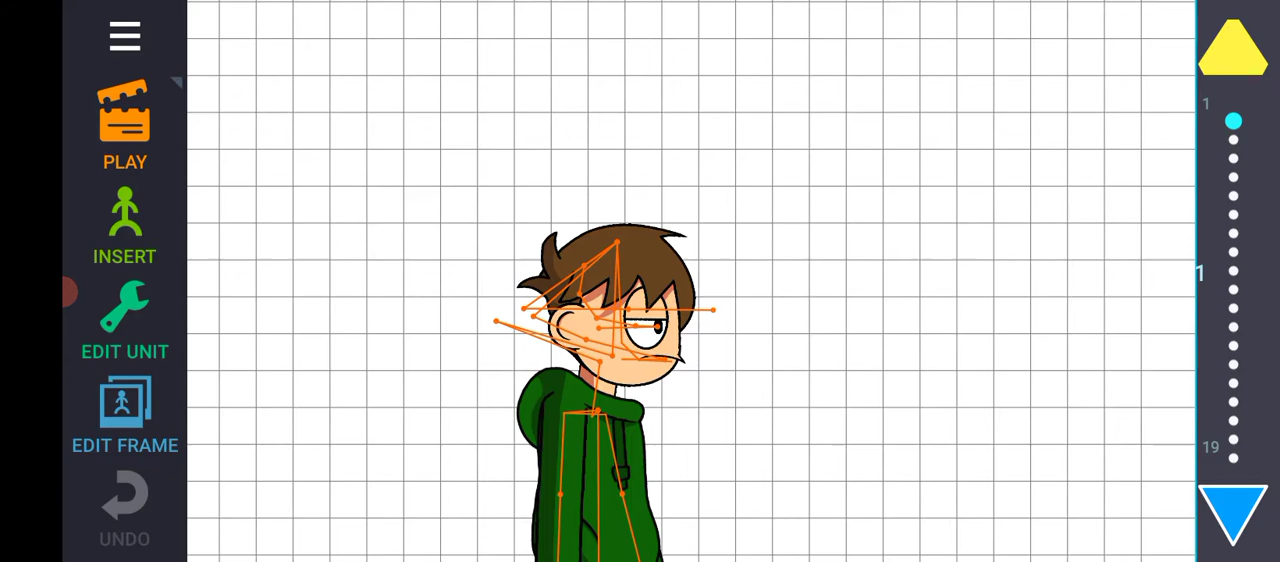 PLAY
INSERT
EDIT UNIT
EDIT FRAME
UNDO
1
1
19